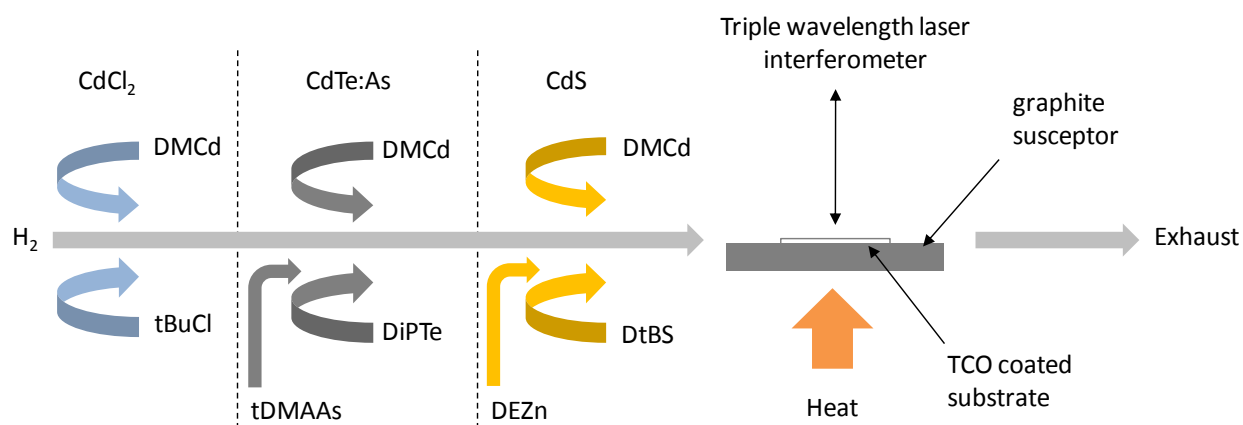 Triple wavelength laser
interferometer
CdCl₂
CdTe:As
CdS
graphite
susceptor
DMCd
DMCd
DMCd
H₂
Exhaust
tBuCl
DiPTe
DtBS
tDMAAs
DEZn
Heat
TCO coated
substrate